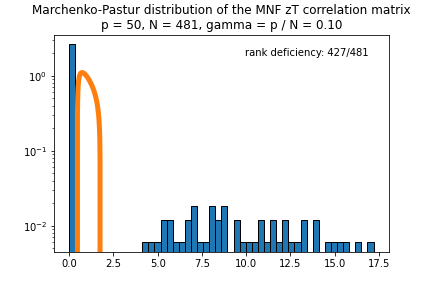 Marchenko-Pastur distribution of the MNF zT correlation matrix
p = 50, N = 481, gamma = p / N = 0.10
rank deficiency: 427/481
10⁰
10⁻¹
10⁻²
0.0 2.5 5.0 7.5 10.0 12.5 15.0 17.5